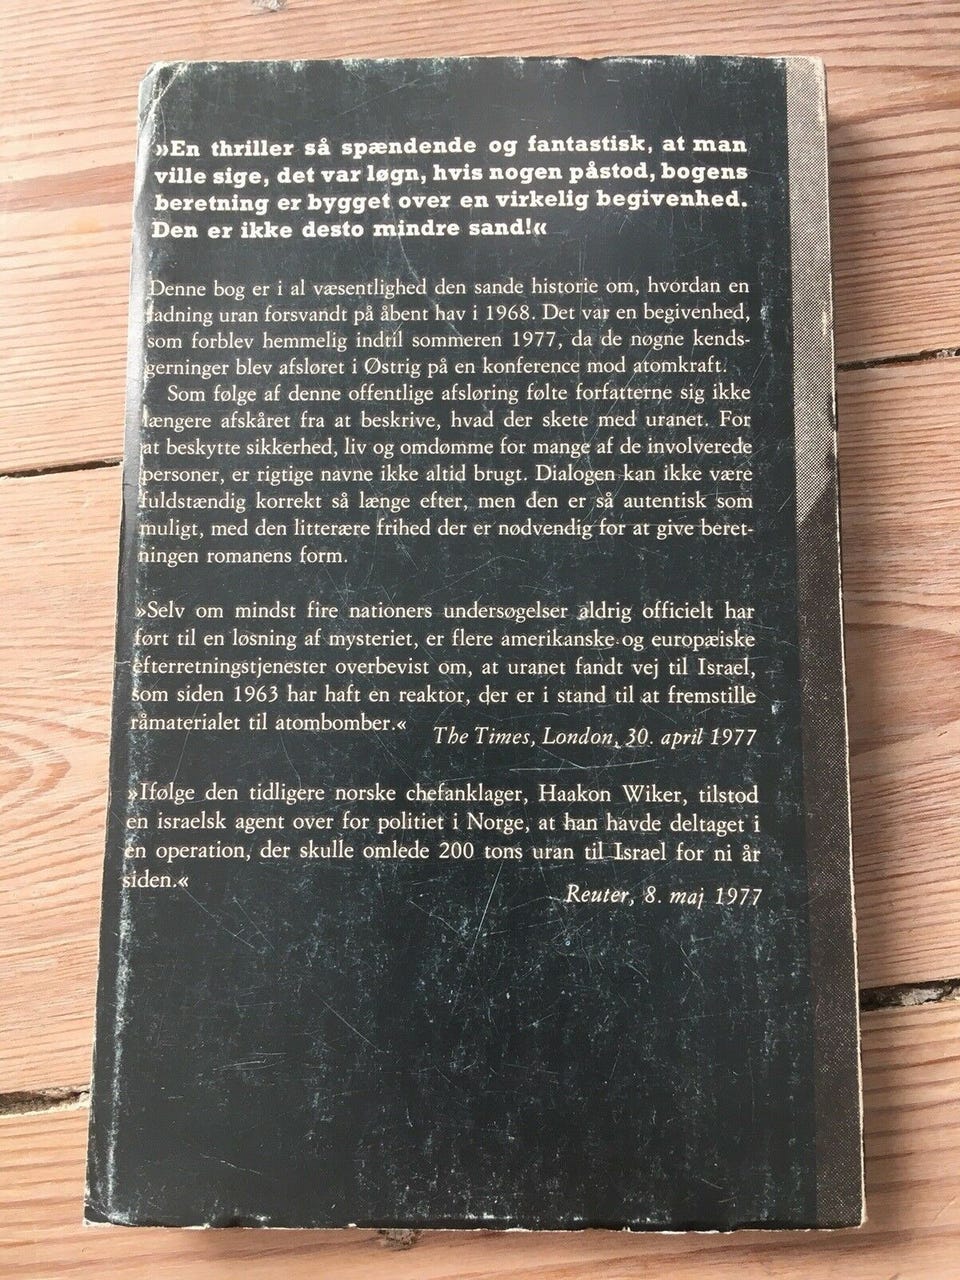 »En thriller så spændende og fantastisk, at man
ville sige, det var løgn, hvis nogen påstod, bogens
beretning er bygget over en virkelig begivenhed.
Den er ikke desto mindre sand!«
Denne bog er i al væsentlighed den sande historie om, hvordan en
ladning uran forsvandt på åbent hav i 1968. Det var en begivenhed,
som forblev hemmelig indtil sommeren 1977, da de nøgne kends-
gerninger blev afsløret i Østrig på en konference mod atomkraft.
Som følge af denne offentlige afsløring følte forfatterne sig ikke
længere afskåret fra at beskrive, hvad der skete med uranet. For
at beskytte sikkerhed, liv og omdømme for mange af de involverede
personer, er rigtige navne ikke altid brugt. Dialogen kan ikke være
fuldstændig korrekt så længe efter, men den er så autentisk som
muligt, med den litterære frihed der er nødvendig for at give beret-
ningen romanens form.
»Selv om mindst fire nationers undersøgelser aldrig officielt har
ført til en løsning af mysteriet, er flere amerikanske og europæiske
efterretningstjenester overbevist om, at uranet fandt vej til Israel,
som siden 1963 har haft en reaktor, der er i stand til at fremstille
råmaterialet til atombomber.«
The Times, London, 30. april 1977
»Ifølge den tidligere norske chefanklager, Haakon Wiker, tilstod
en israelsk agent over for politiet i Norge, at han havde deltaget i
en operation, der skulle omlede 200 tons uran til Israel for ni år
siden.«
Reuter, 8. maj 1977